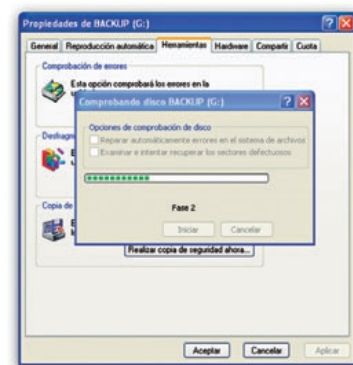 Propiedades de BACKUP (G:)
General Reproducción automática Herramientas Hardware Compartir Cuota
Comprobación de errores
Esta opción comprobará los errores en la
Comprobando disco BACKUP (G:)
Opciones de comprobación de disco
Reparar automáticamente errores en el sistema de archivos
Examinar e intentar recuperar los sectores defectuosos
Fase 2
Iniciar Cancelar
Copia de
Realizar copia de seguridad ahora...
Aceptar Cancelar Aplicar